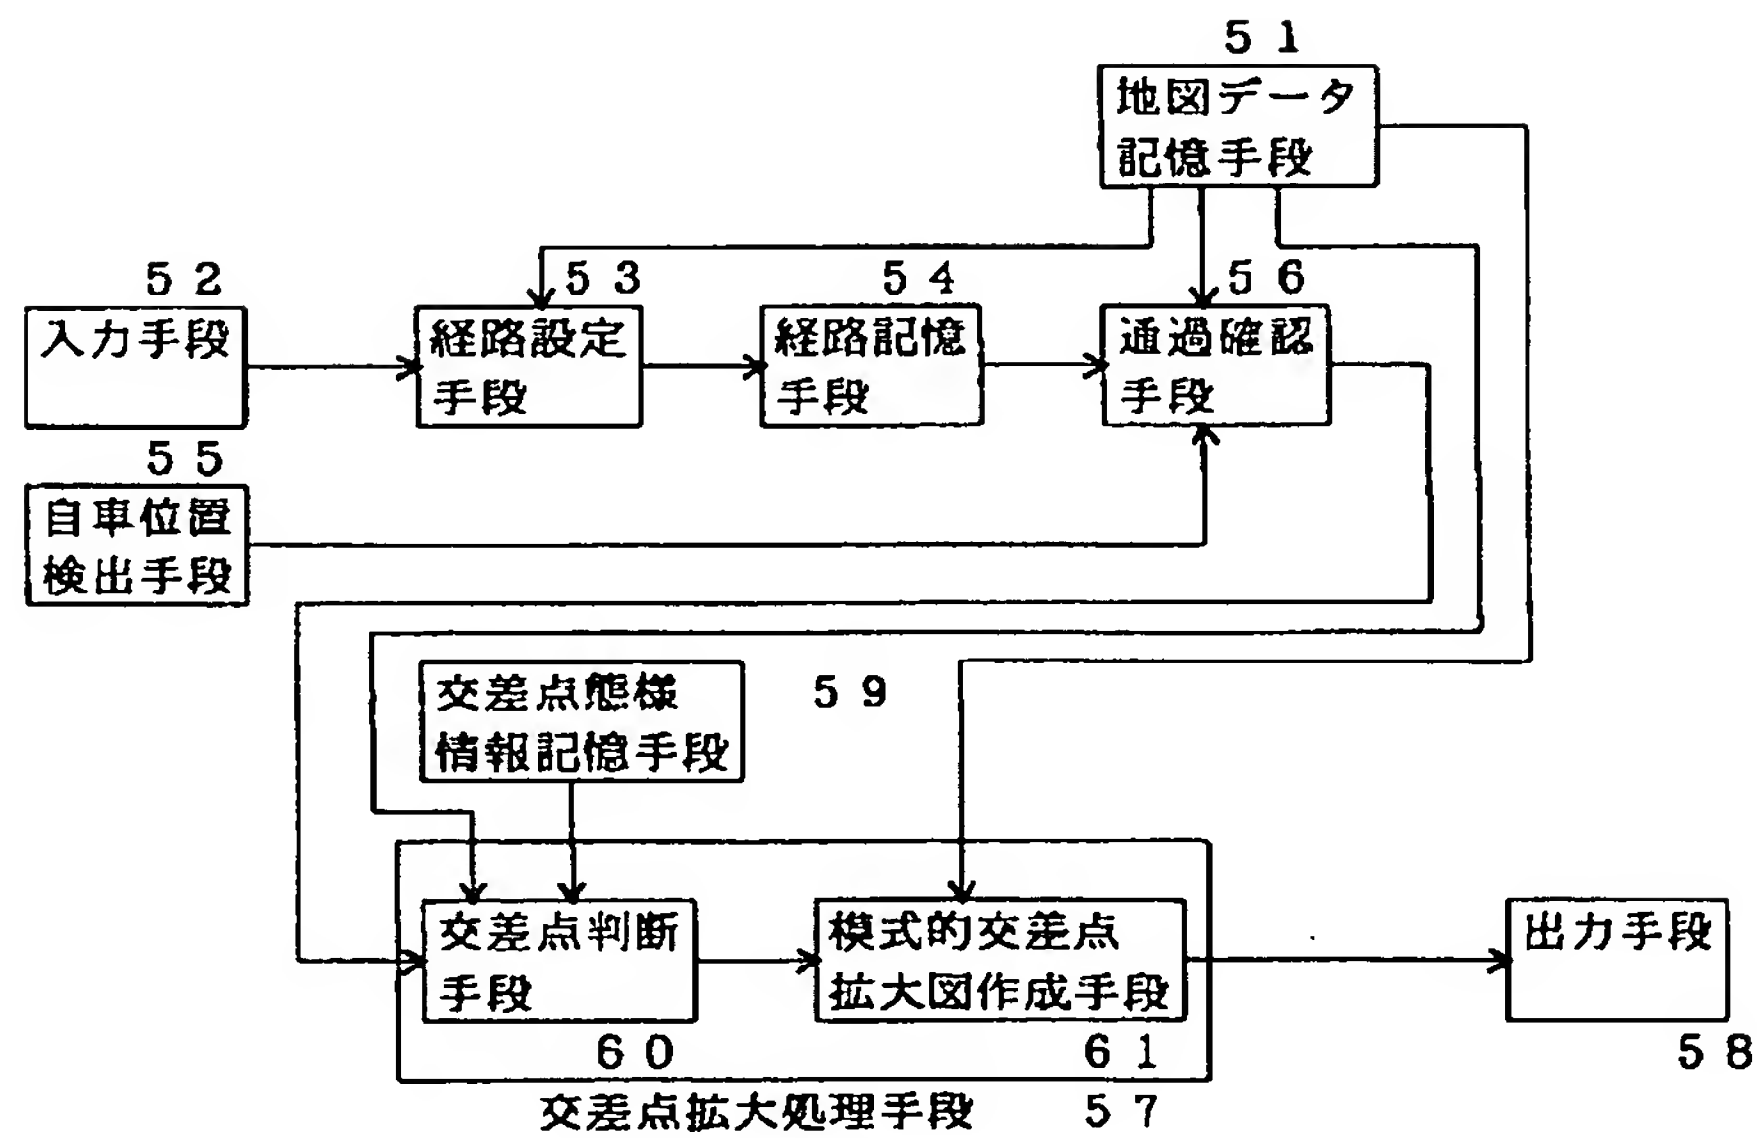 ５１
地図データ
記憶手段
５２
入力手段
５３
経路設定
手段
５４
経路記憶
手段
５６
通過確認
手段
５５
自車位置
検出手段
交差点態様
情報記憶手段
５９
交差点判断
手段
６０
模式的交差点
拡大図作成手段
６１
出力手段
５８
交差点拡大処理手段 ５７